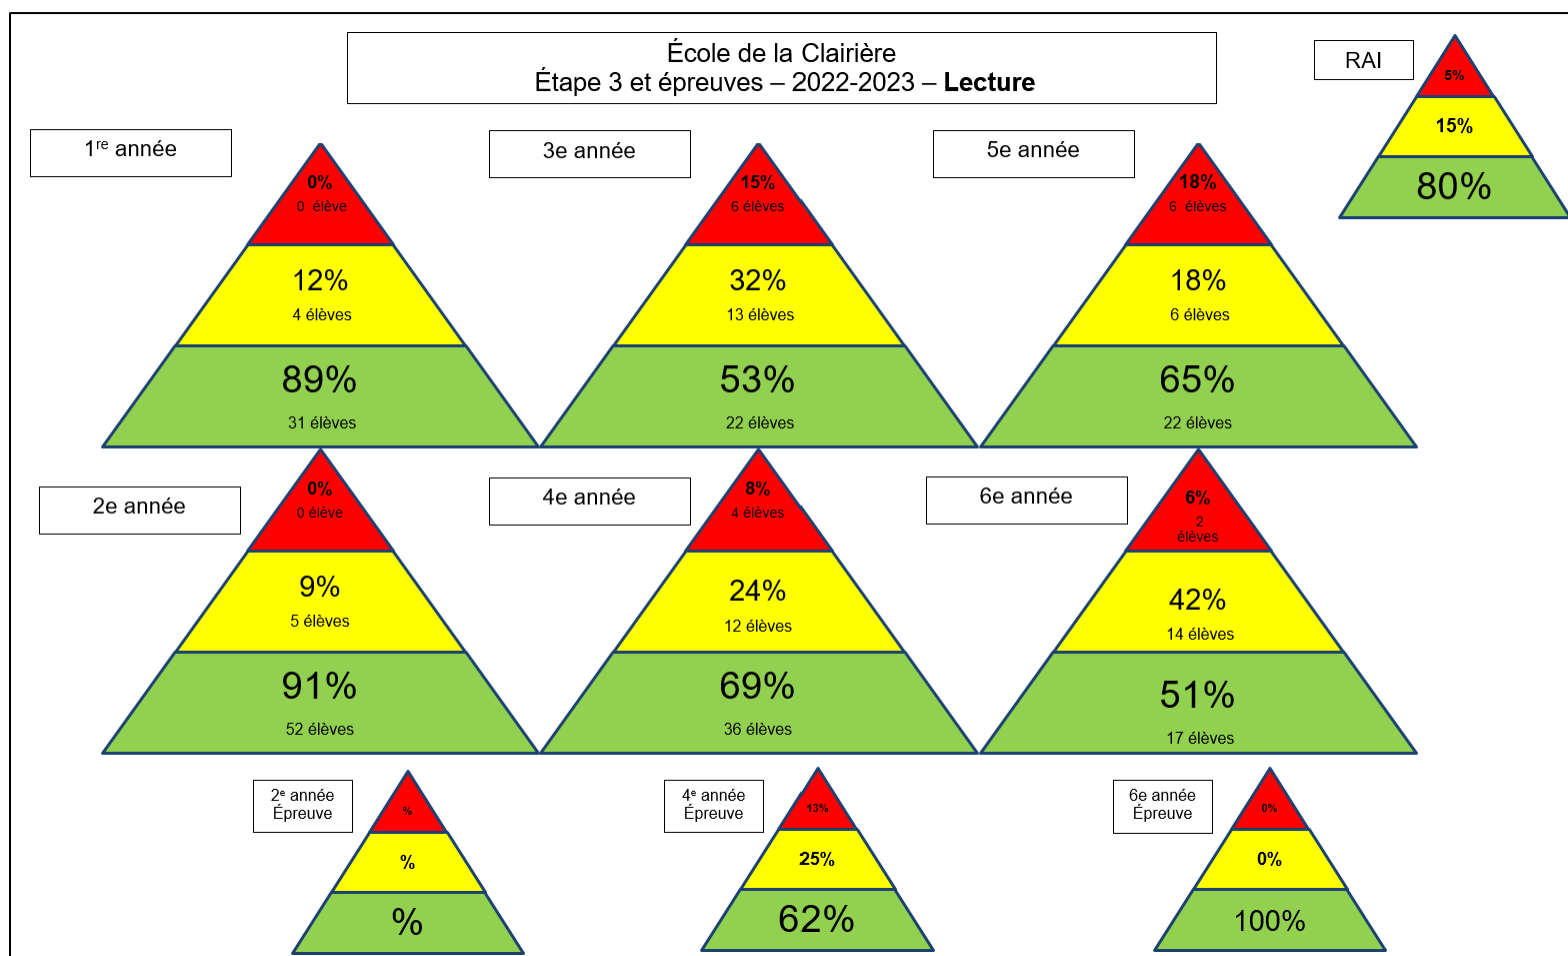 École de la Clairière
Étape 3 et épreuves – 2022-2023 – Lecture
RAI
5%
15%
80%
1re année
0%
0 élève
12%
4 élèves
89%
31 élèves
3e année
15%
6 élèves
32%
13 élèves
53%
22 élèves
5e année
18%
6 élèves
18%
6 élèves
65%
22 élèves
2e année
0%
0 élève
9%
5 élèves
91%
52 élèves
4e année
8%
4 élèves
24%
12 élèves
69%
36 élèves
6e année
6%
2
élèves
42%
14 élèves
51%
17 élèves
2e année
Épreuve
%
%
%
4e année
Épreuve
13%
25%
62%
6e année
Épreuve
0%
0%
100%